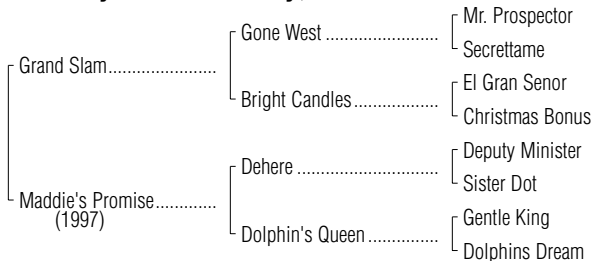 Mr. Prospector
Gone West ......................
Secrettame
Grand Slam.....................
El Gran Senor
Bright Candles ................
Christmas Bonus
Deputy Minister
Dehere ...........................
Sister Dot
Maddie's Promise............
(1997)
Gentle King
Dolphin's Queen .............
Dolphins Dream